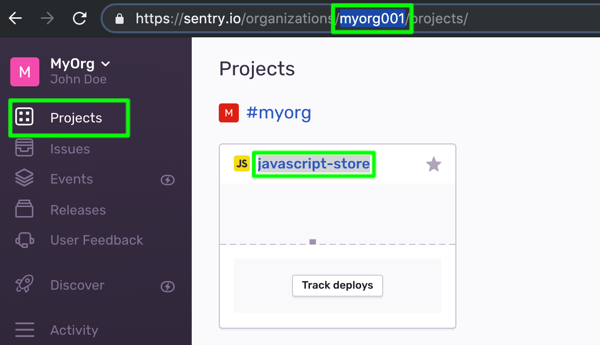 https://sentry.io/organizations/myorg001/projects/
M
MyOrg
John Doe
Projects
Issues
Events
Releases
User Feedback
Discover
Activity
Projects
M #myorg
JS javascript-store
Track deploys